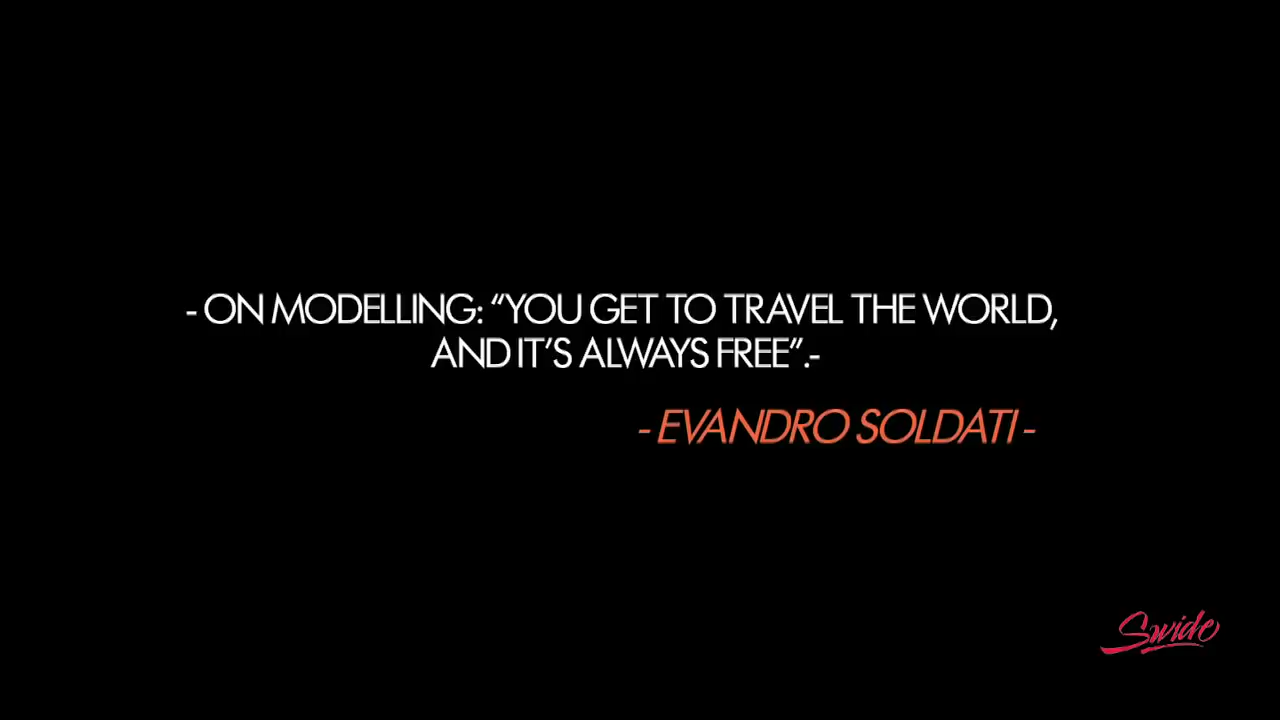 - ON MODELLING: “YOU GET TO TRAVEL THE WORLD,
AND IT’S ALWAYS FREE”.-
- EVANDRO SOLDATI -
Swide